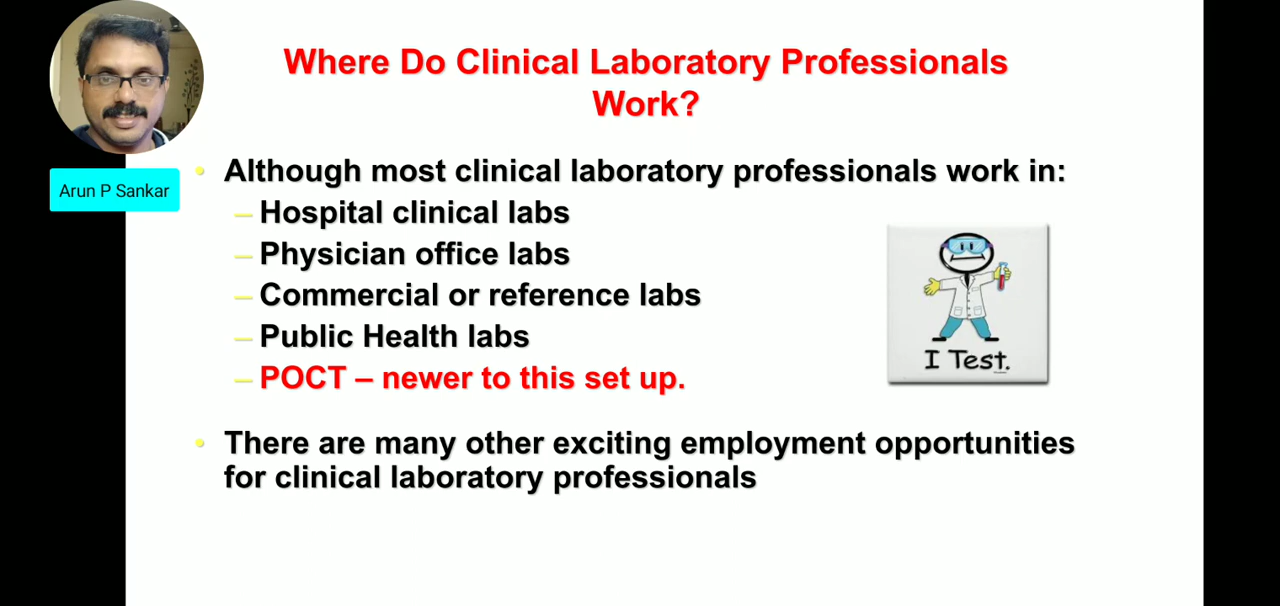 Where Do Clinical Laboratory Professionals
Work?
Arun P Sankar
• Although most clinical laboratory professionals work in:
– Hospital clinical labs
– Physician office labs
– Commercial or reference labs
– Public Health labs
– POCT – newer to this set up.
I Test.
• There are many other exciting employment opportunities
for clinical laboratory professionals